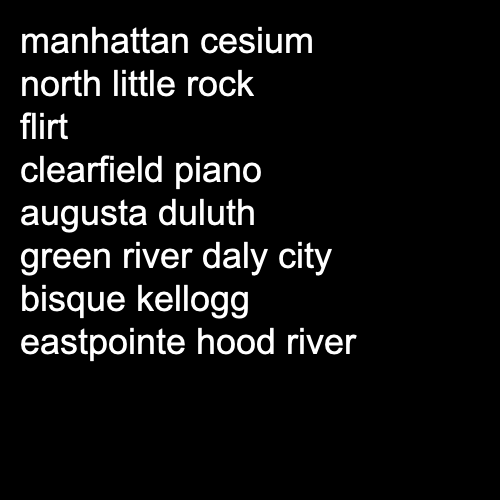 manhattan cesium
north little rock
flirt
clearfield piano
augusta duluth
green river daly city
bisque kellogg
eastpointe hood river